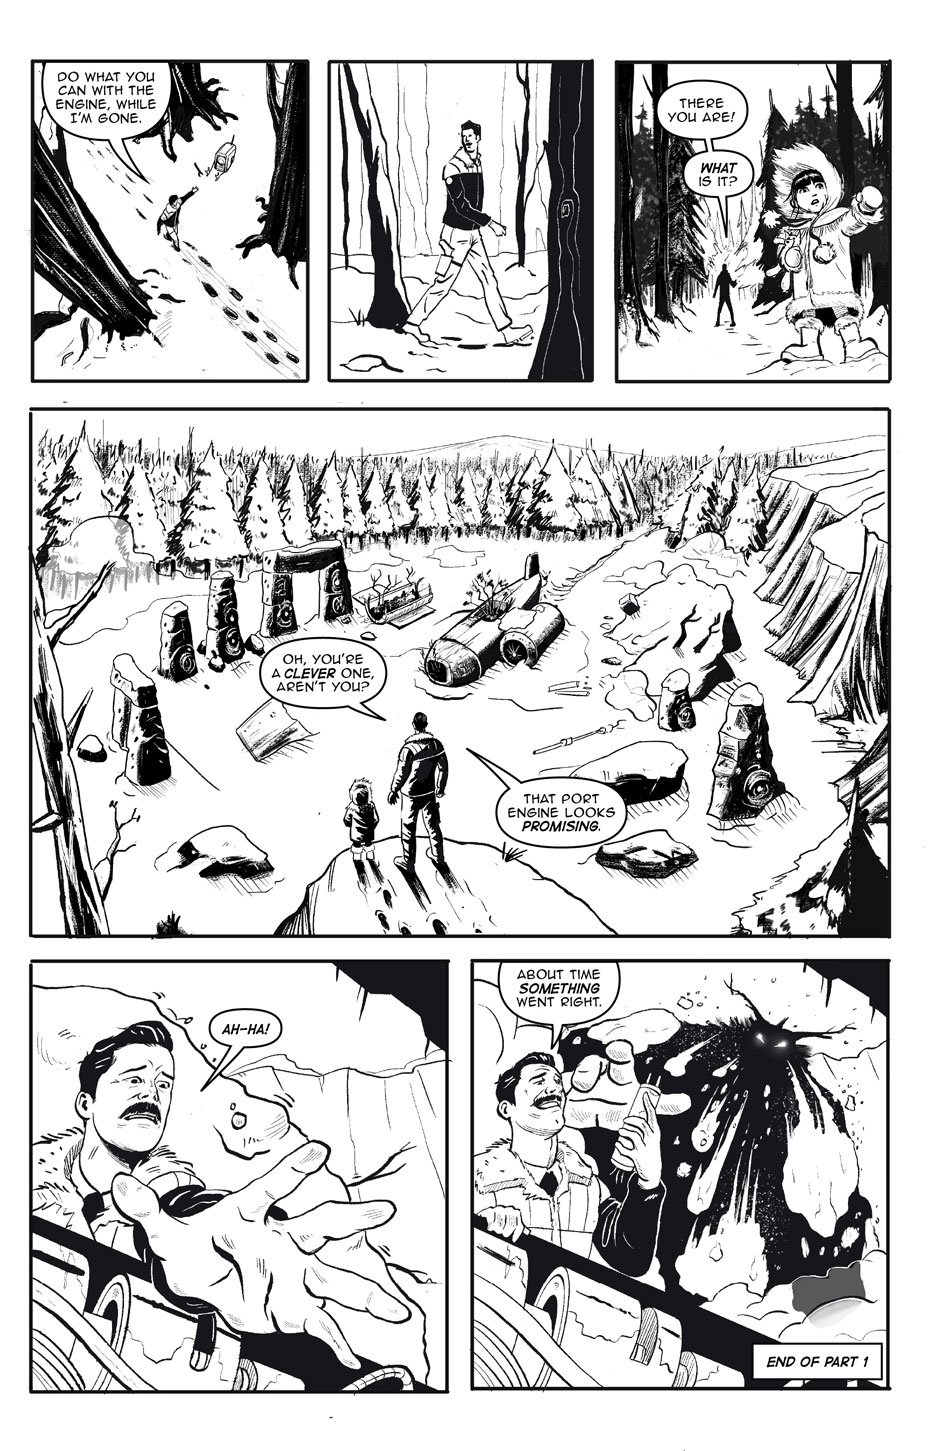 DO WHAT YOU
CAN WITH THE
ENGINE, WHILE
I'M GONE.
THERE
YOU ARE!
WHAT
IS IT?
OH, YOU'RE
A CLEVER ONE,
AREN'T YOU?
THAT PORT
ENGINE LOOKS
PROMISING.
AH-HA!
ABOUT TIME
SOMETHING
WENT RIGHT.
END OF PART 1